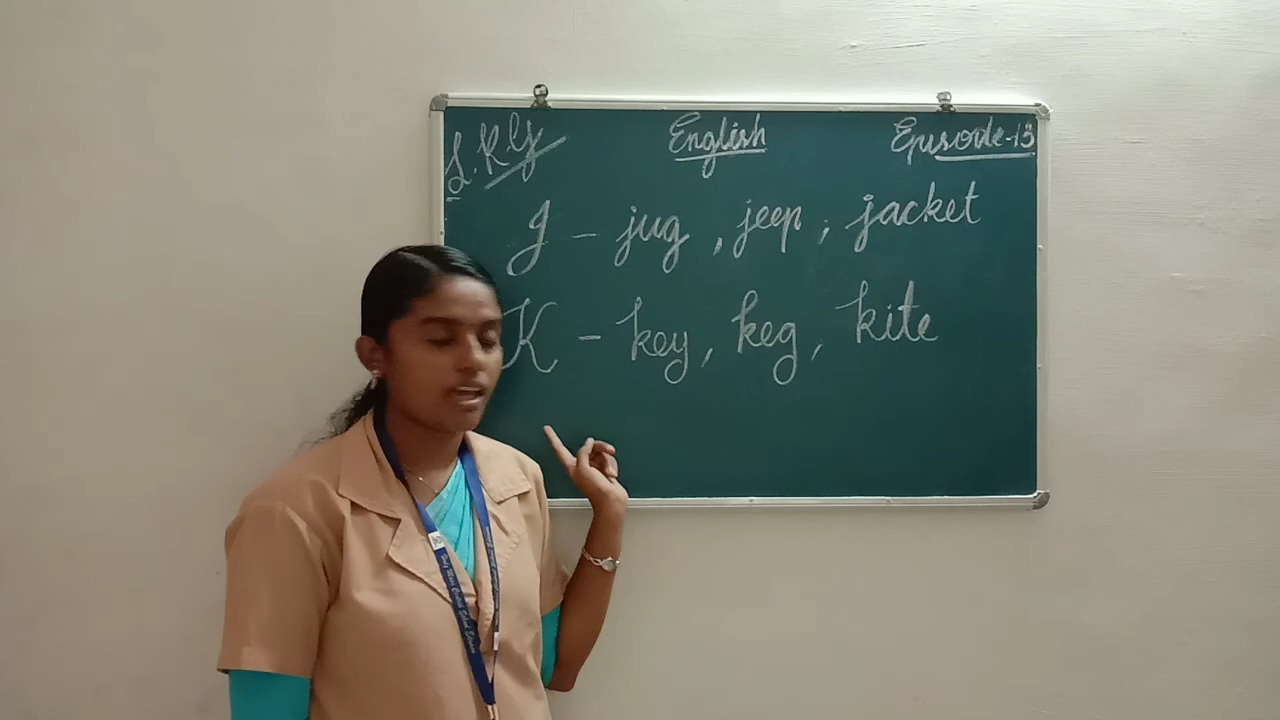 L.K.G English Episode-13
J - jug, jeep, jacket
K - key, keg, kite